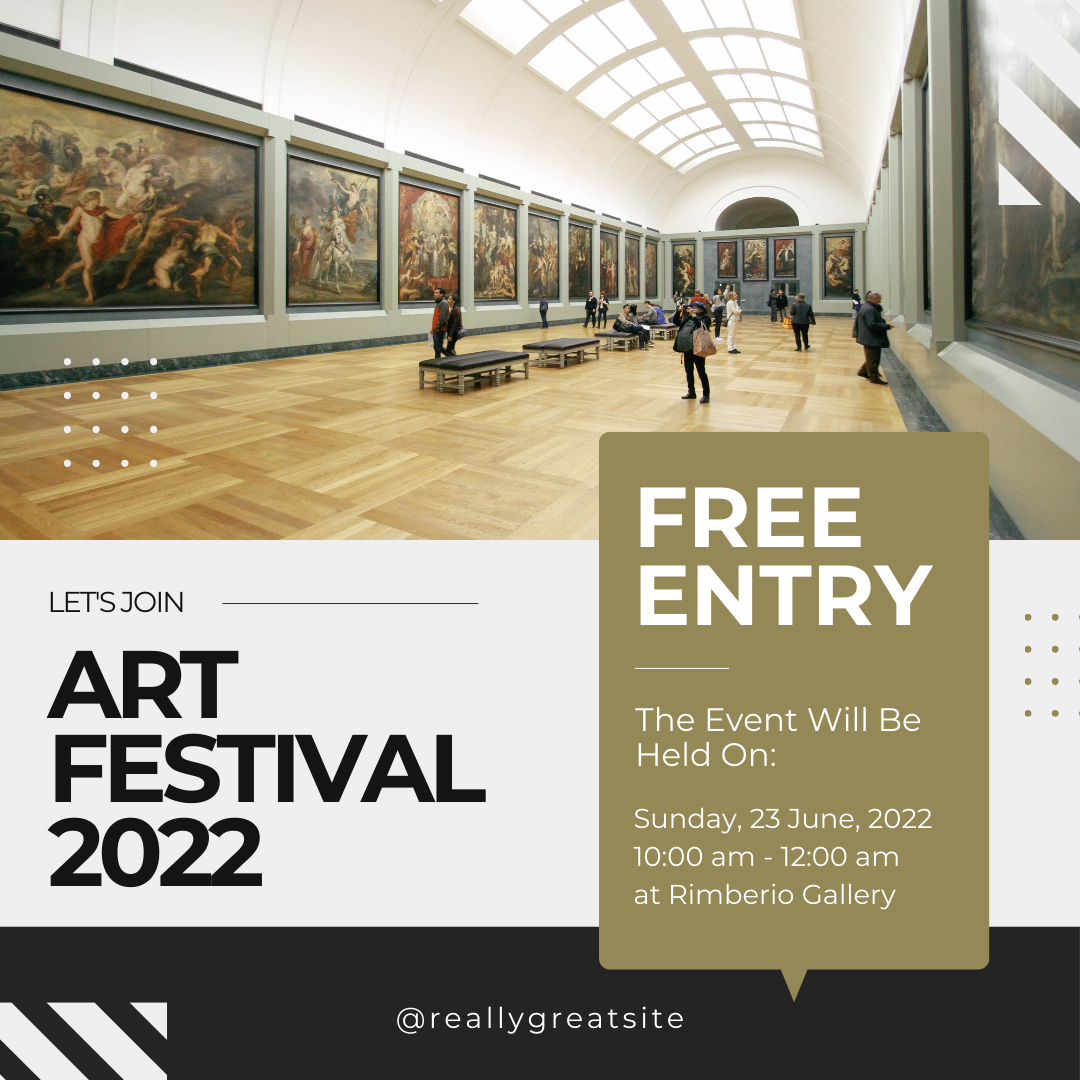 LET'S JOIN
ART
FESTIVAL
2022
FREE
ENTRY
The Event Will Be
Held On:
Sunday, 23 June, 2022
10:00 am - 12:00 am
at Rimberio Gallery
@reallygreatsite